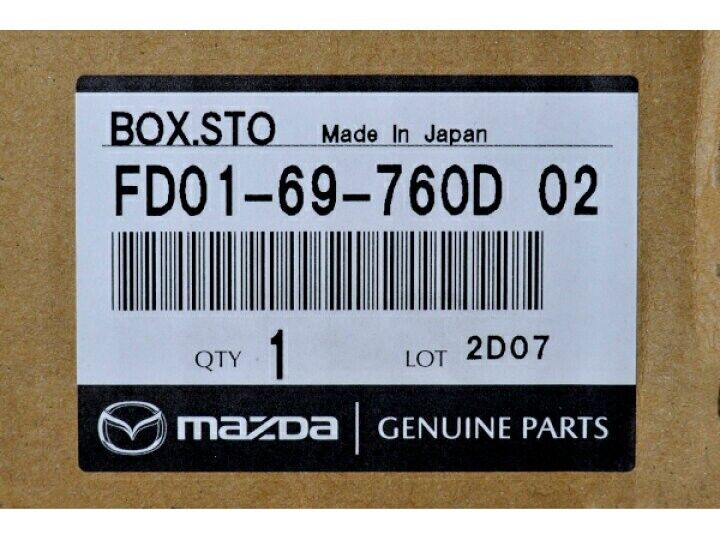 BOX.STO Made In Japan
FD01-69-760D 02
QTY 1 LOT 2D07
mazda GENUINE PARTS